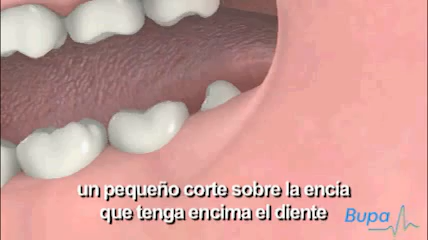 un pequeño corte sobre la encía
que tenga encima el diente
Bupa